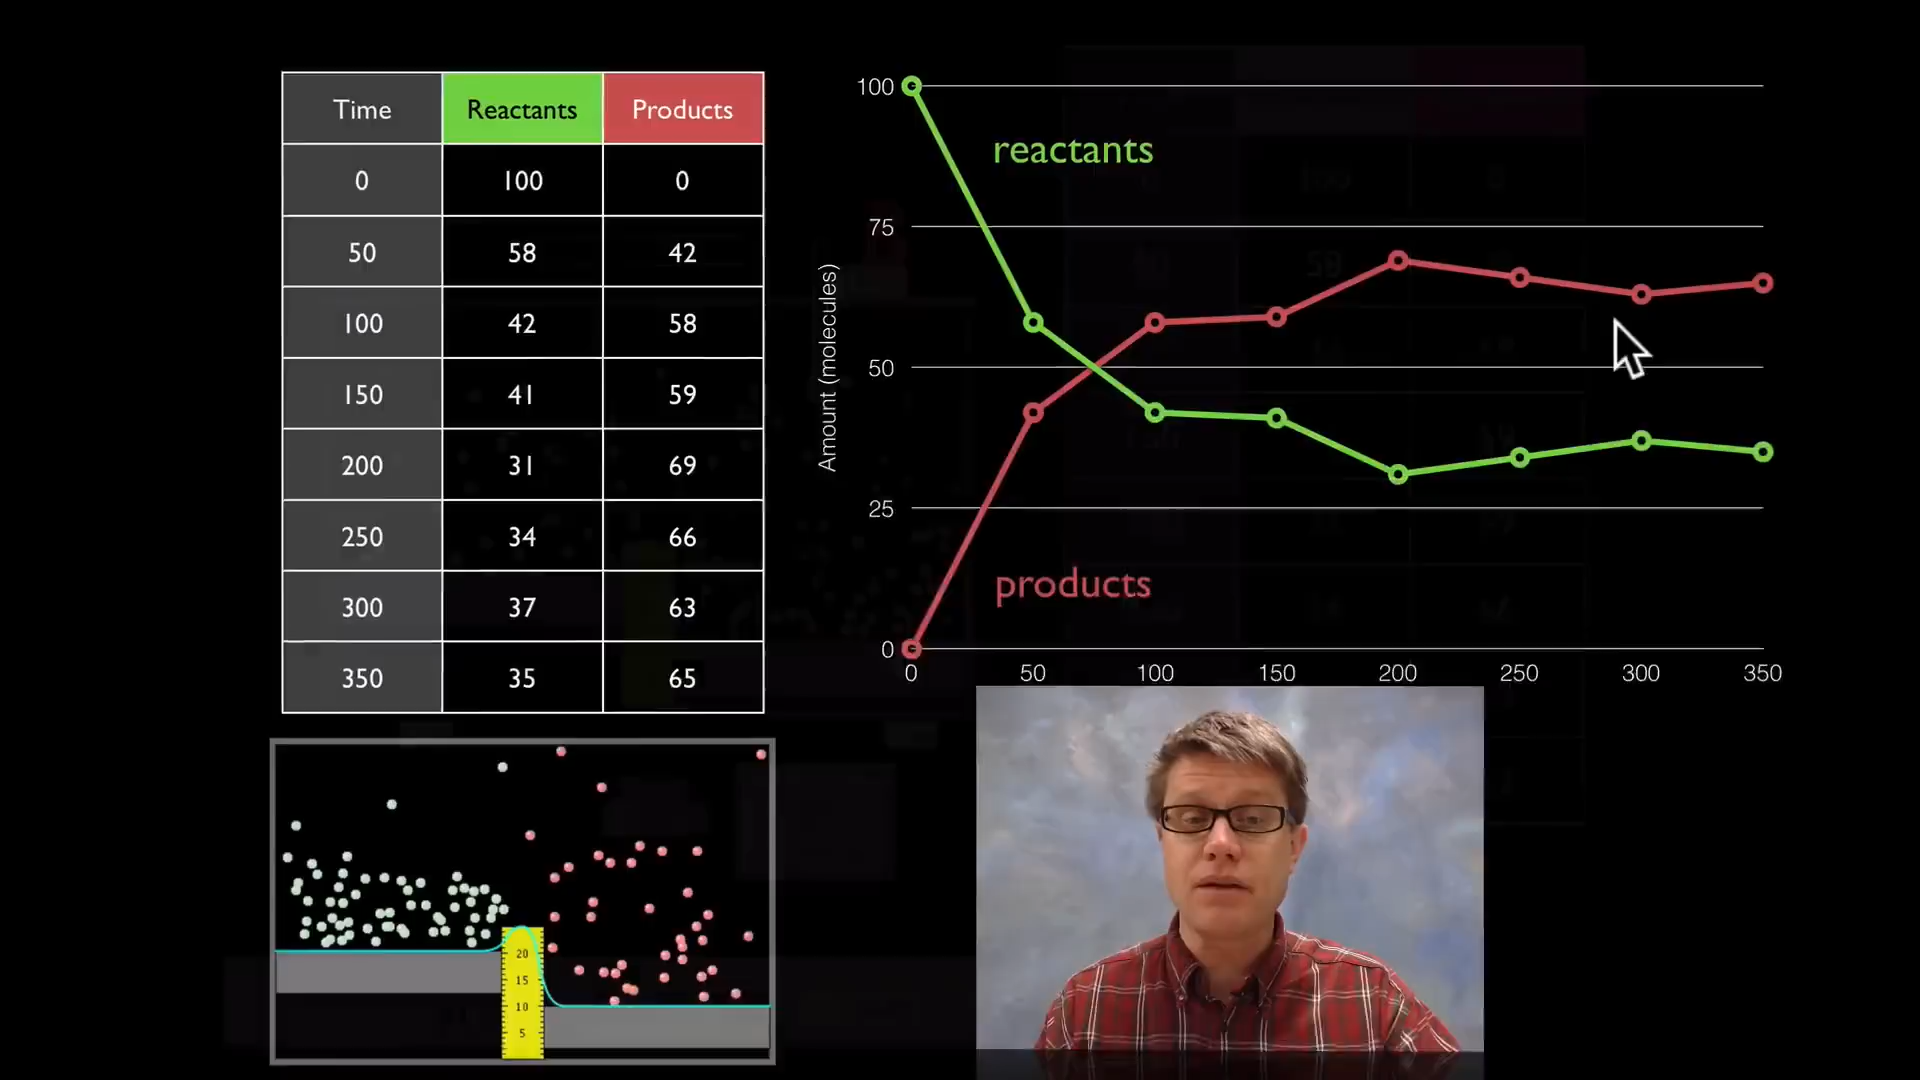 Time Reactants Products
0 100 0
50 58 42
100 42 58
150 41 59
200 31 69
250 34 66
300 37 63
350 35 65
100
75
50
25
0
Amount (molecules)
reactants
products
0 50 100 150 200 250 300 350
20
15
10
5